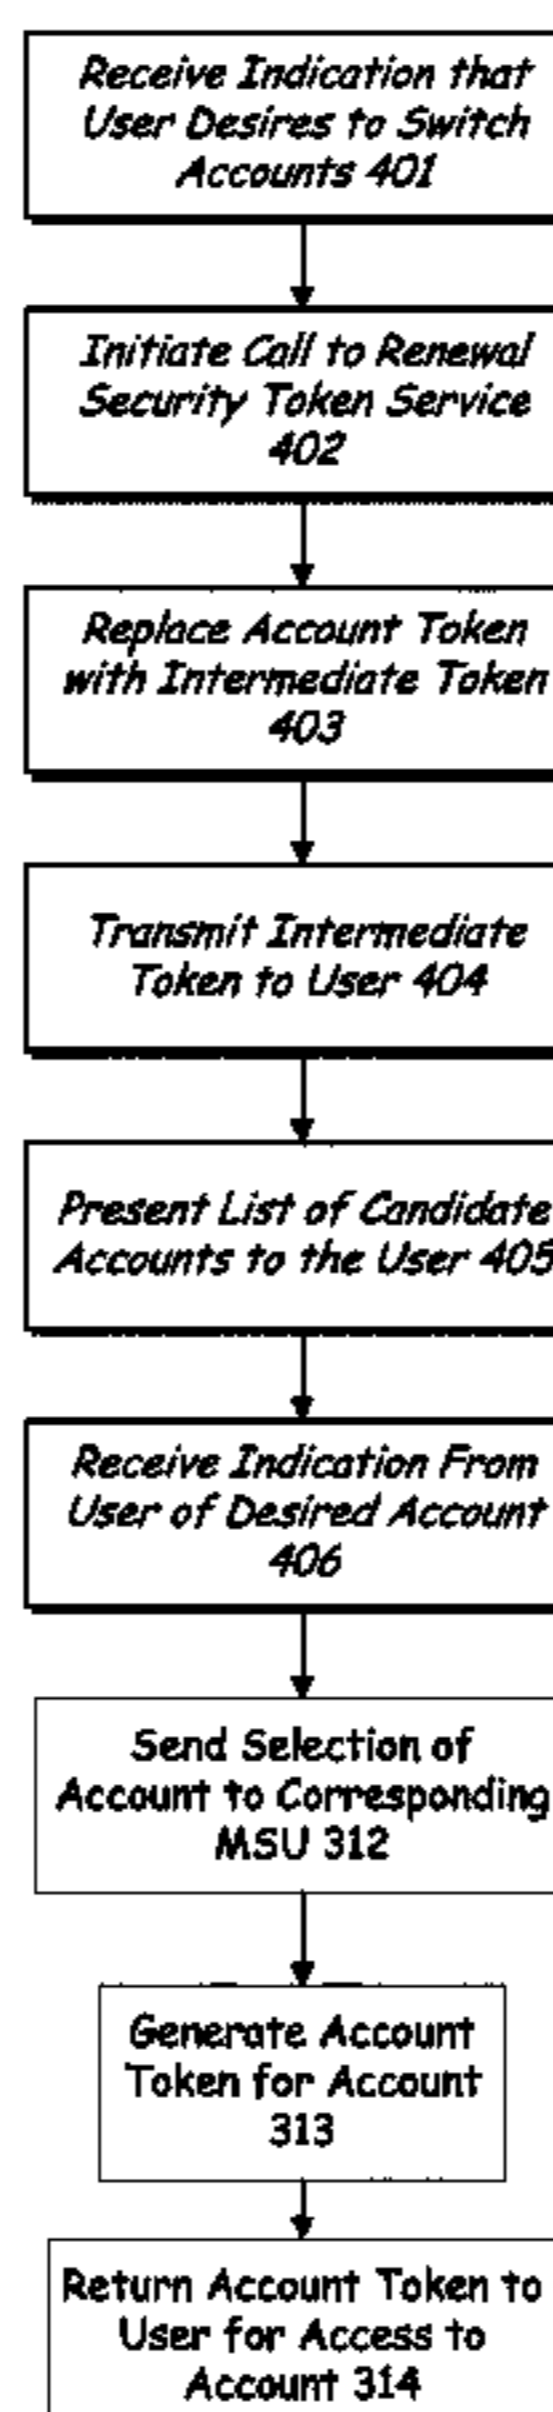 Receive Indication that
User Desires to Switch
Accounts 401
Initiate Call to Renewal
Security Token Service
402
Replace Account Token
with Intermediate Token
403
Transmit Intermediate
Token to User 404
Present List of Candidate
Accounts to the User 405
Receive Indication From
User of Desired Account
406
Send Selection of
Account to Corresponding
MSU 312
Generate Account
Token for Account
313
Return Account Token to
User for Access to
Account 314